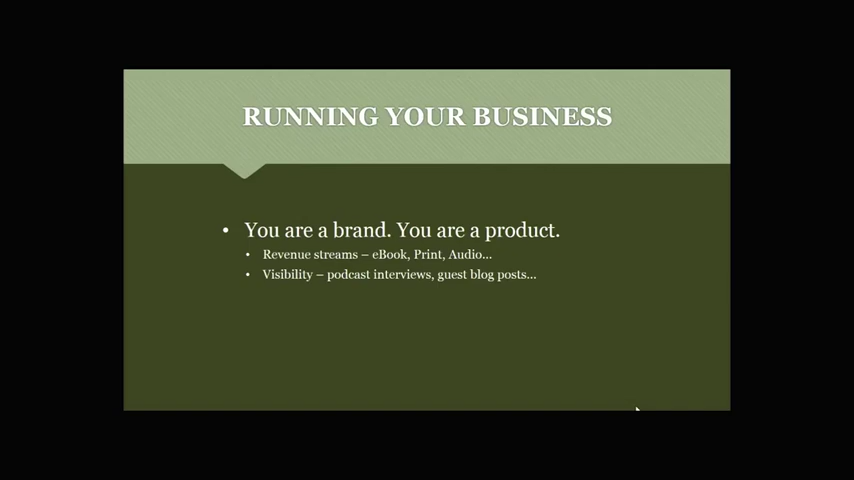 RUNNING YOUR BUSINESS
• You are a brand. You are a product.
• Revenue streams – eBook, Print, Audio...
• Visibility – podcast interviews, guest blog posts...